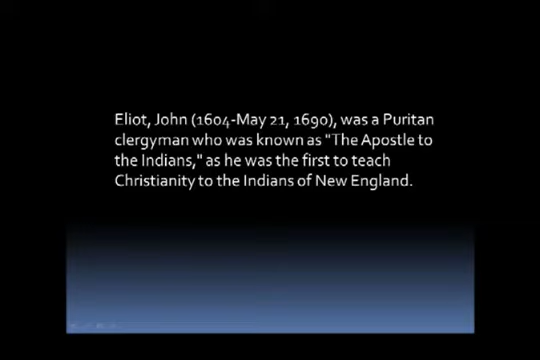 Eliot, John (1604-May 21, 1690), was a Puritan
clergyman who was known as "The Apostle to
the Indians," as he was the first to teach
Christianity to the Indians of New England.